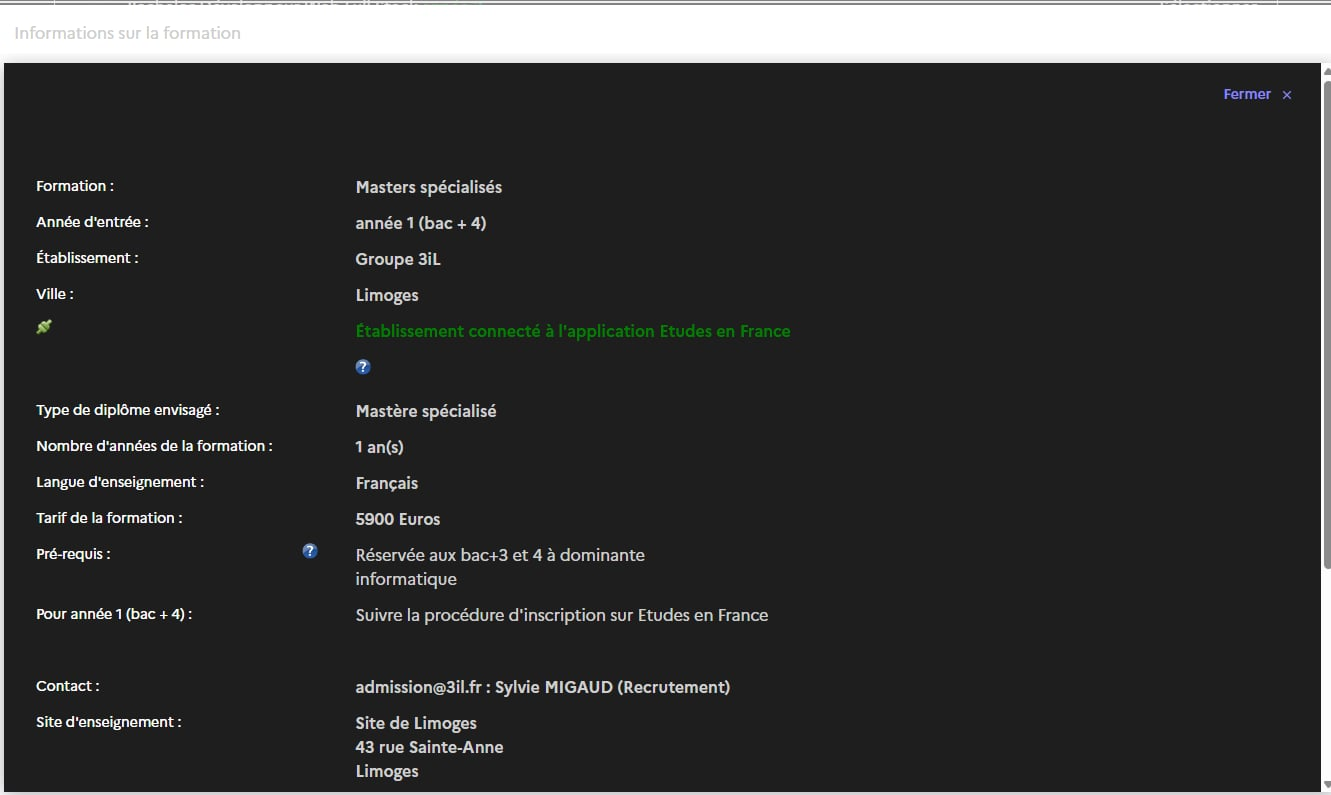 Informations sur la formation
Fermer ×
Formation : Masters spécialisés
Année d'entrée : année 1 (bac + 4)
Établissement : Groupe 3iL
Ville : Limoges
Établissement connecté à l'application Etudes en France
?
Type de diplôme envisagé : Mastère spécialisé
Nombre d'années de la formation : 1 an(s)
Langue d'enseignement : Français
Tarif de la formation : 5900 Euros
Pré-requis : ? Réservée aux bac+3 et 4 à dominante
informatique
Pour année 1 (bac + 4) : Suivre la procédure d'inscription sur Etudes en France
Contact : admission@3il.fr : Sylvie MIGAUD (Recrutement)
Site d'enseignement : Site de Limoges
43 rue Sainte-Anne
Limoges